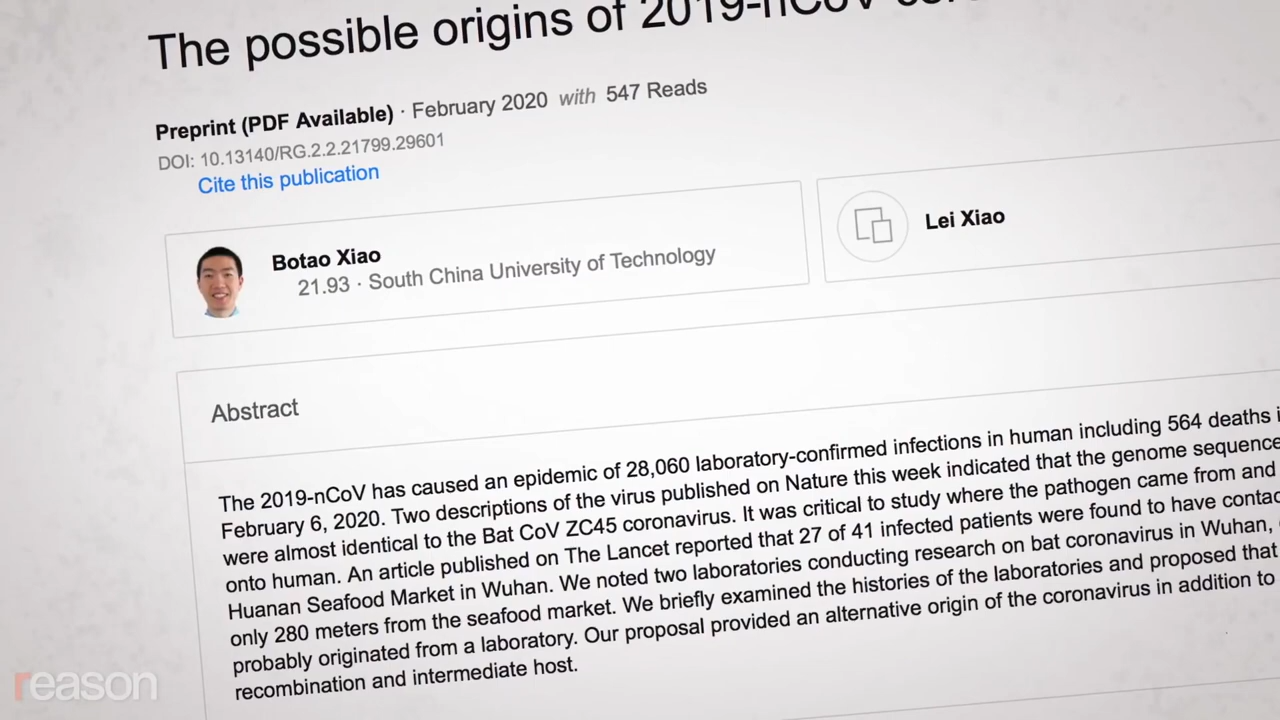 The possible origins of 2019-nCoV
Preprint (PDF Available) · February 2020 with 547 Reads
DOI: 10.13140/RG.2.2.21799.29601
Cite this publication
Botao Xiao
21.93 · South China University of Technology
Lei Xiao
Abstract
The 2019-nCoV has caused an epidemic of 28,060 laboratory-confirmed infections in human including 564 deaths i
February 6, 2020. Two descriptions of the virus published on Nature this week indicated that the genome sequence
were almost identical to the Bat CoV ZC45 coronavirus. It was critical to study where the pathogen came from and
onto human. An article published on The Lancet reported that 27 of 41 infected patients were found to have contac
Huanan Seafood Market in Wuhan. We noted two laboratories conducting research on bat coronavirus in Wuhan,
only 280 meters from the seafood market. We briefly examined the histories of the laboratories and proposed that
probably originated from a laboratory. Our proposal provided an alternative origin of the coronavirus in addition to
recombination and intermediate host.
reason